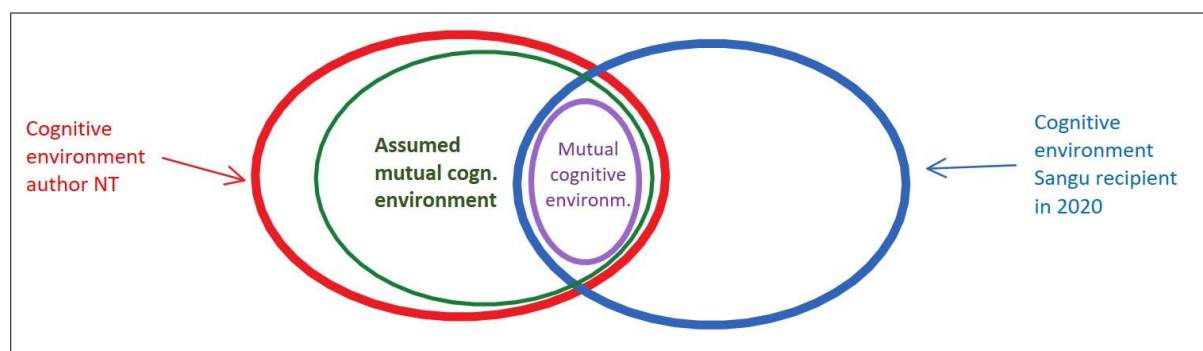 Cognitive
environment
author NT
Assumed
mutual cogn.
environment
Mutual
cognitive
environm.
Cognitive
environment
Sangu recipient
in 2020